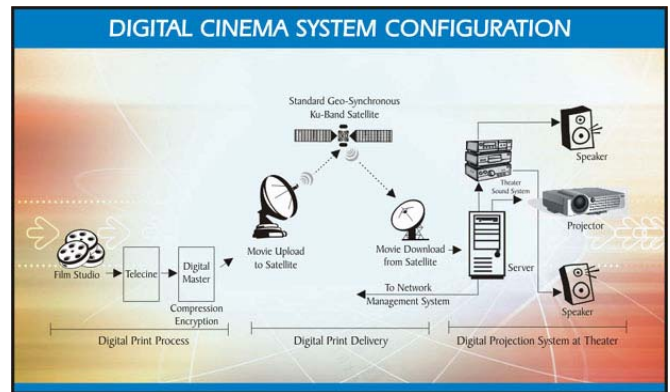 DIGITAL CINEMA SYSTEM CONFIGURATION
Standard Geo-Synchronous
Ku-Band Satellite
Speaker
Theater
Sound System
Projector
Movie Upload
to Satellite
Movie Download
from Satellite
Server
Film Studio
Telecine
Digital
Master
Compression
Encryption
To Network
Management System
Speaker
Digital Print Process
Digital Print Delivery
Digital Projection System at Theater